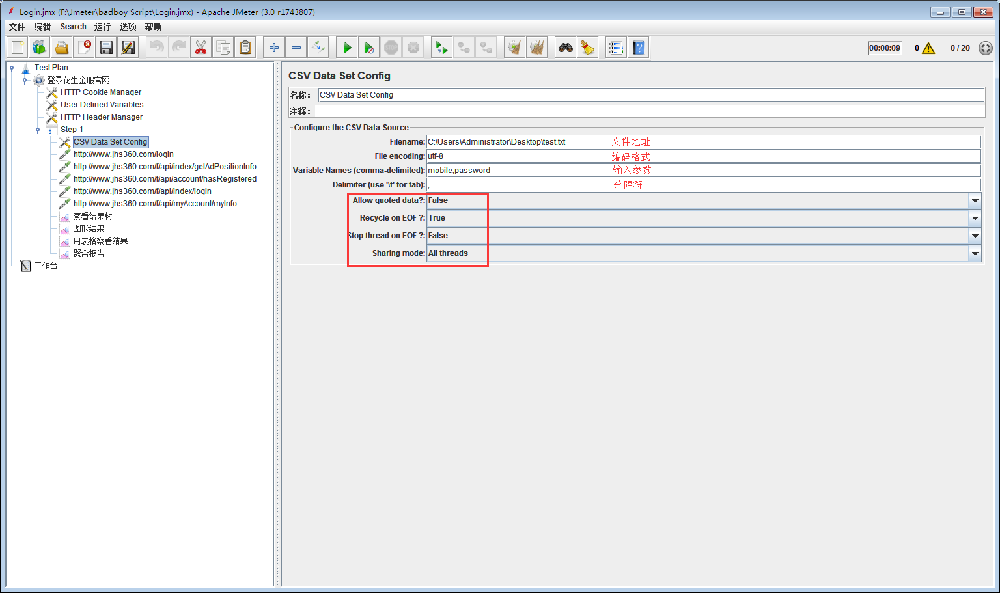 Login.jmx (F:\Jmeter\badboy Script\Login.jmx) - Apache JMeter (3.0 r1743807)
文件 编辑 Search 运行 选项 帮助
STOP
00:00:09 0 0 / 20
Test Plan
登录花生金服官网
HTTP Cookie Manager
User Defined Variables
HTTP Header Manager
Step 1
CSV Data Set Config
http://www.jhs360.com/login
http://www.jhs360.com/f/api/index/getAdPositionInfo
http://www.jhs360.com/f/api/account/hasRegistered
http://www.jhs360.com/f/api/index/login
http://www.jhs360.com/f/api/myAccount/myInfo
察看结果树
图形结果
用表格察看结果
聚合报告
工作台
CSV Data Set Config
名称: CSV Data Set Config
注释:
Configure the CSV Data Source
Filename: C:\Users\Administrator\Desktop\test.txt 文件地址
File encoding: utf-8 编码格式
Variable Names (comma-delimited): mobile,password 输入参数
Delimiter (use '\t' for tab): , 分隔符
Allow quoted data?: False
Recycle on EOF ?: True
Stop thread on EOF ?: False
Sharing mode: All threads